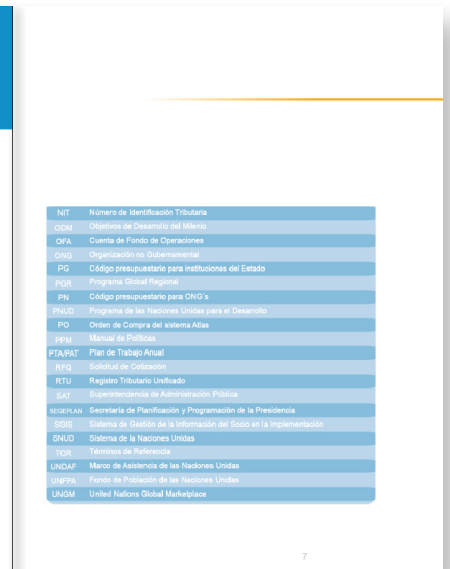 NIT Número de Identificación Tributaria
ODM Objetivos de Desarrollo del Milenio
OFA Cuenta de Fondo de Operaciones
ONG Organización no Gubernamental
PG Código presupuestario para instituciones del Estado
PGR Programa Global Regional
PN Código presupuestario para ONG´s
PNUD Programa de las Naciones Unidas para el Desarrollo
PO Orden de Compra del sistema Atlas
PPM Manual de Políticas
PTA/PAT Plan de Trabajo Anual
RFQ Solicitud de Cotización
RTU Registro Tributario Unificado
SAT Superintendencia de Administración Pública
SEGEPLAN Secretaría de Planificación y Programación de la Presidencia
SGIS Sistema de Gestión de la Información del Socio en la Implementación
SNUD Sistema de la Naciones Unidas
TOR Términos de Referencia
UNDAF Marco de Asistencia de las Naciones Unidas
UNFPA Fondo de Población de las Naciones Unidas
UNGM United Nations Global Marketplace
7